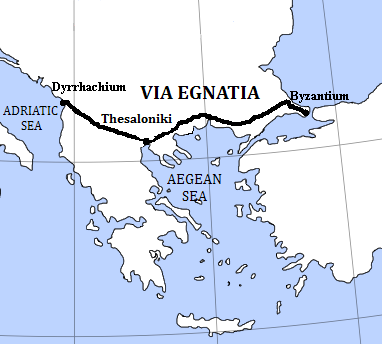 Dyrrhachium
VIA EGNATIA
Byzantium
ADRIATIC
SEA
Thesaloniki
AEGEAN
SEA